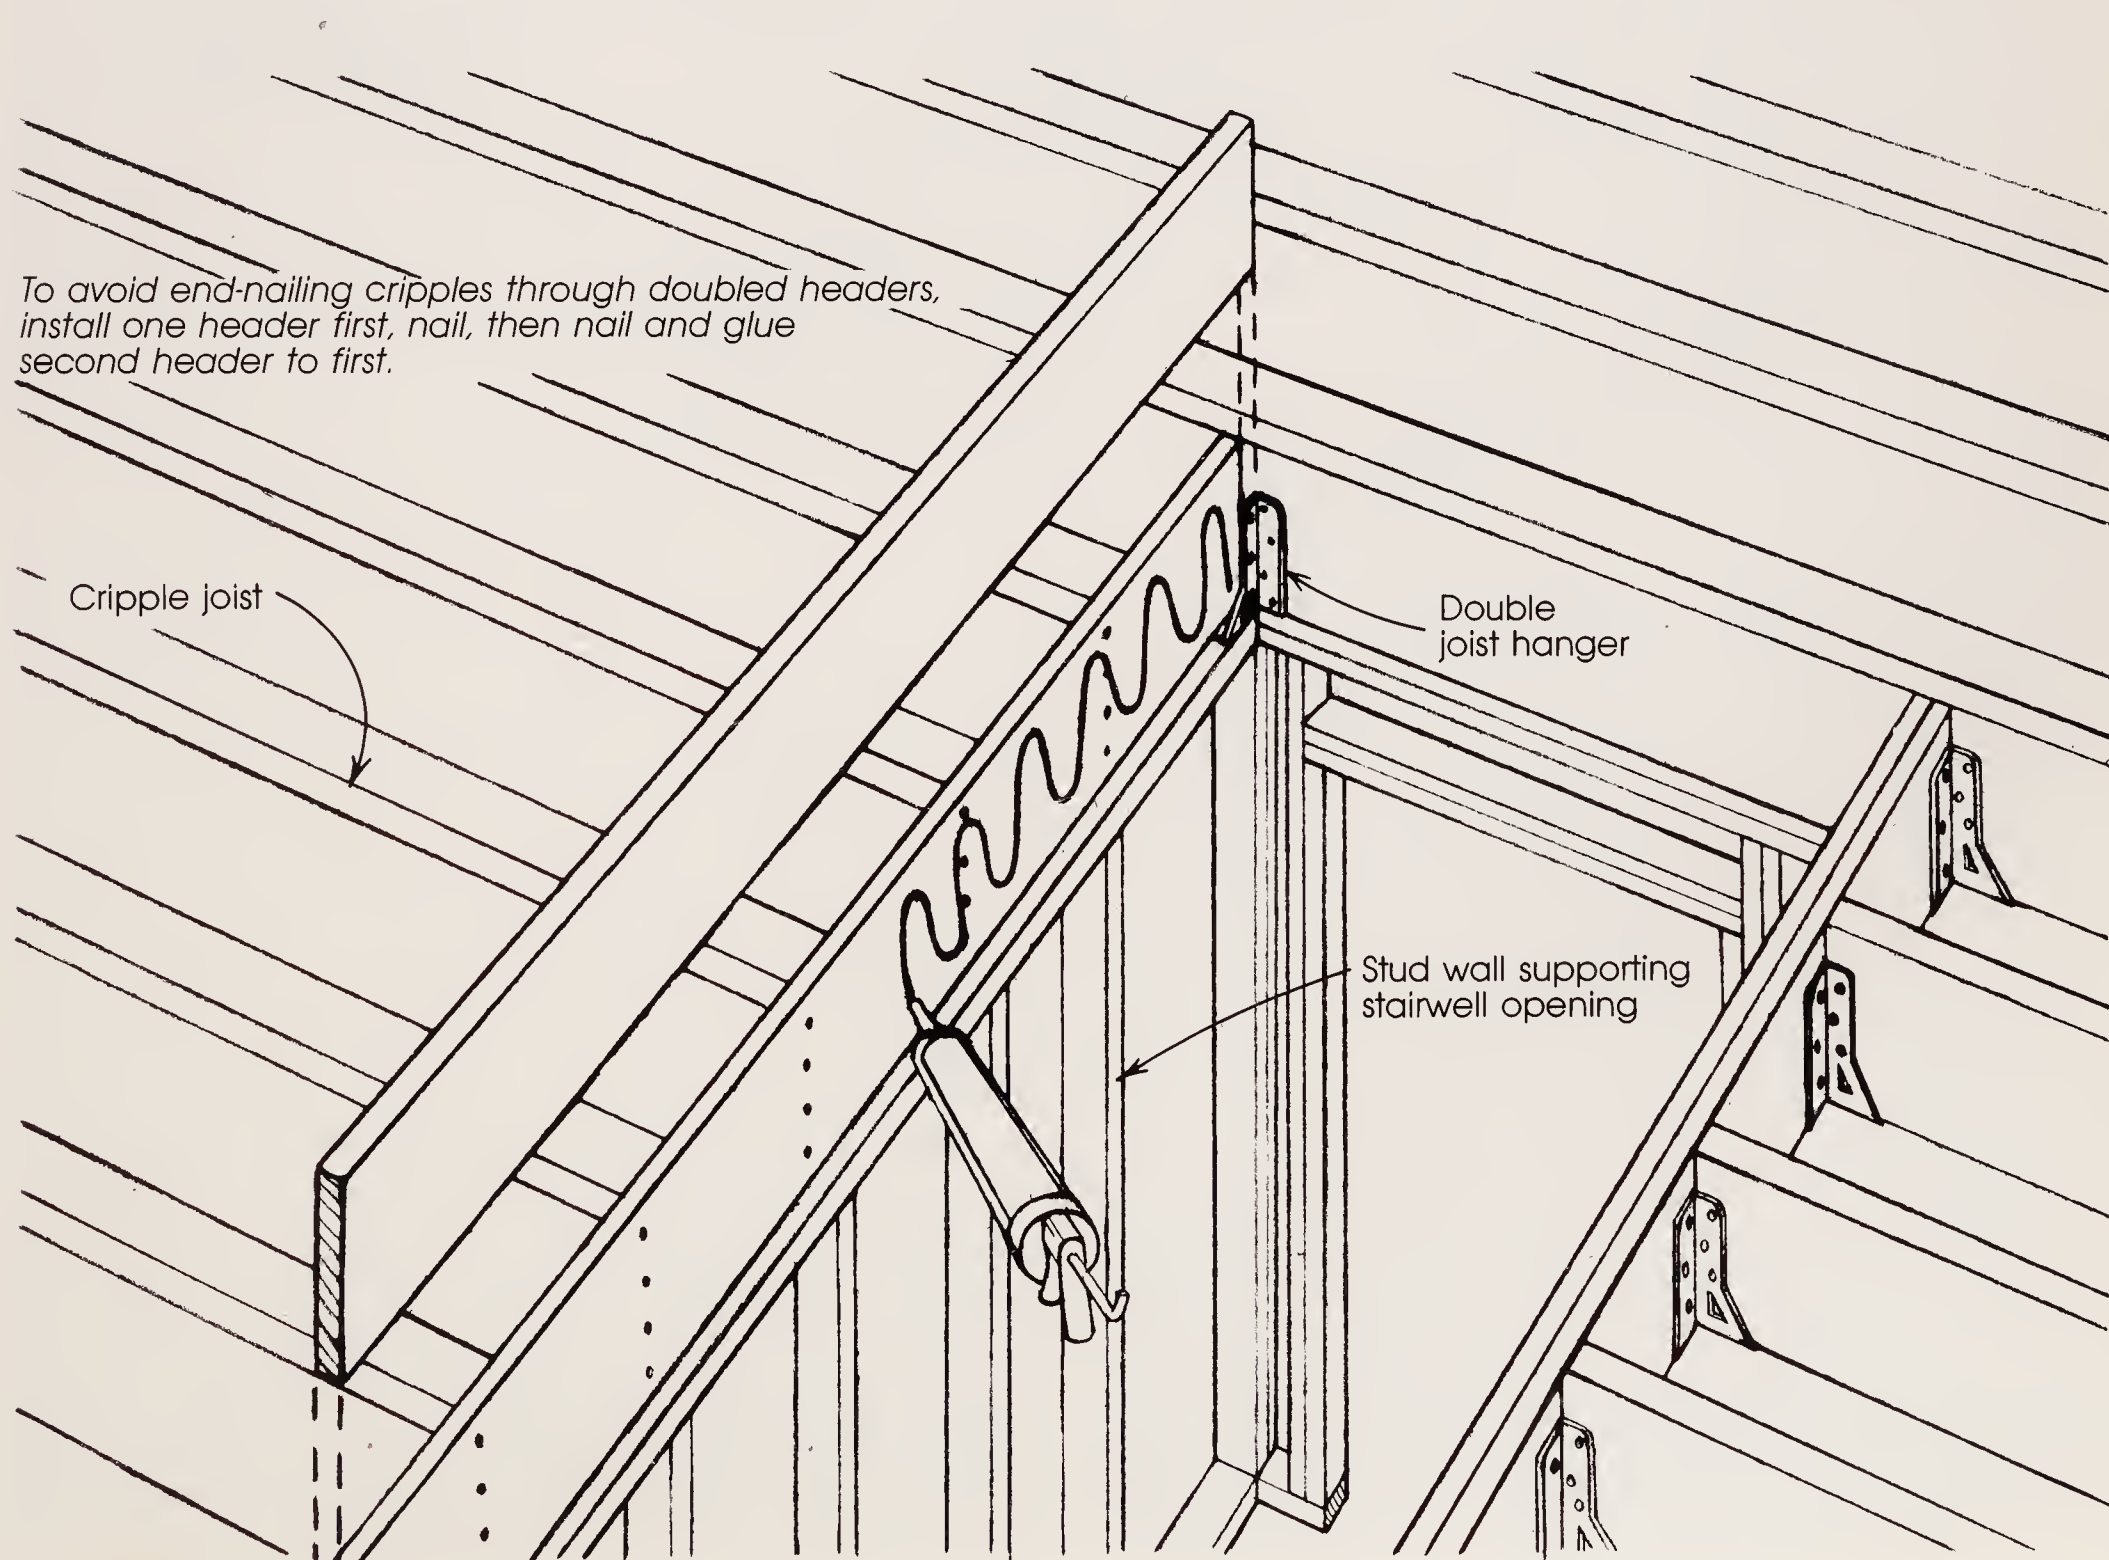 To avoid end-nailing cripples through doubled headers,
install one header first, nail, then nail and glue
second header to first.
Cripple joist
Double
joist hanger
Stud wall supporting
stairwell opening